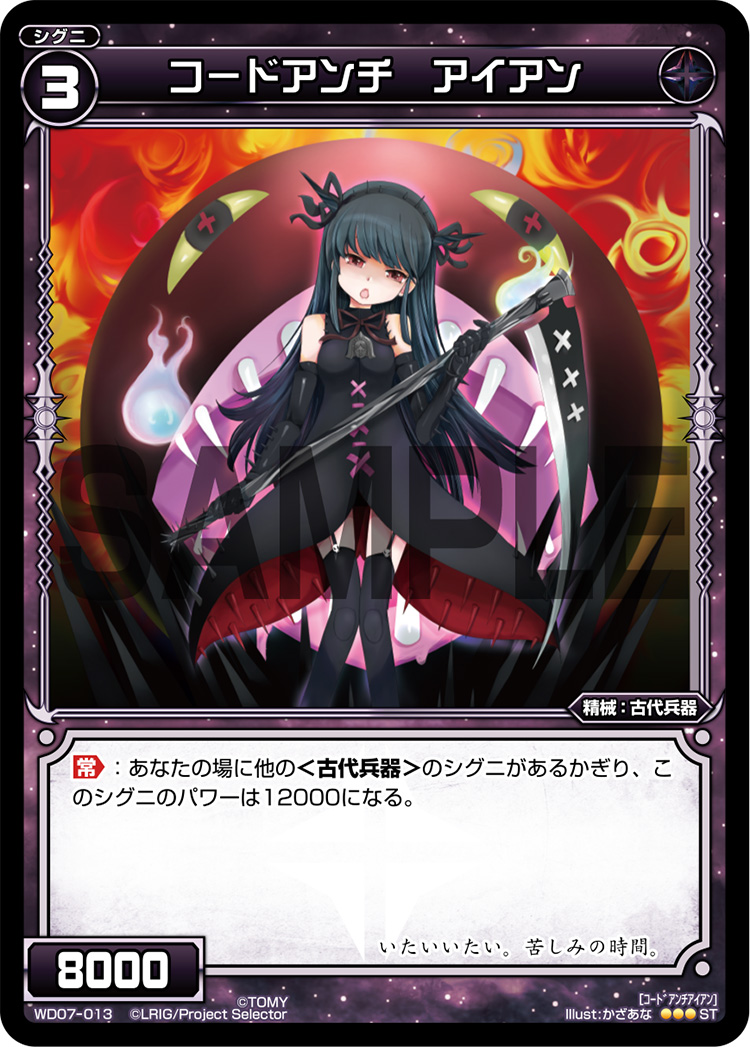 シグニ
3
コードアンチ　アイアン
SAMPLE
精械：古代兵器
常：あなたの場に他の＜古代兵器＞のシグニがあるかぎり、こ
のシグニのパワーは12000になる。
いたいいたい。苦しみの時間。
8000
WD07-013 ©LRIG/Project Selector
©TOMY
[コードアンチアイアン]
Illust:かざあな ST